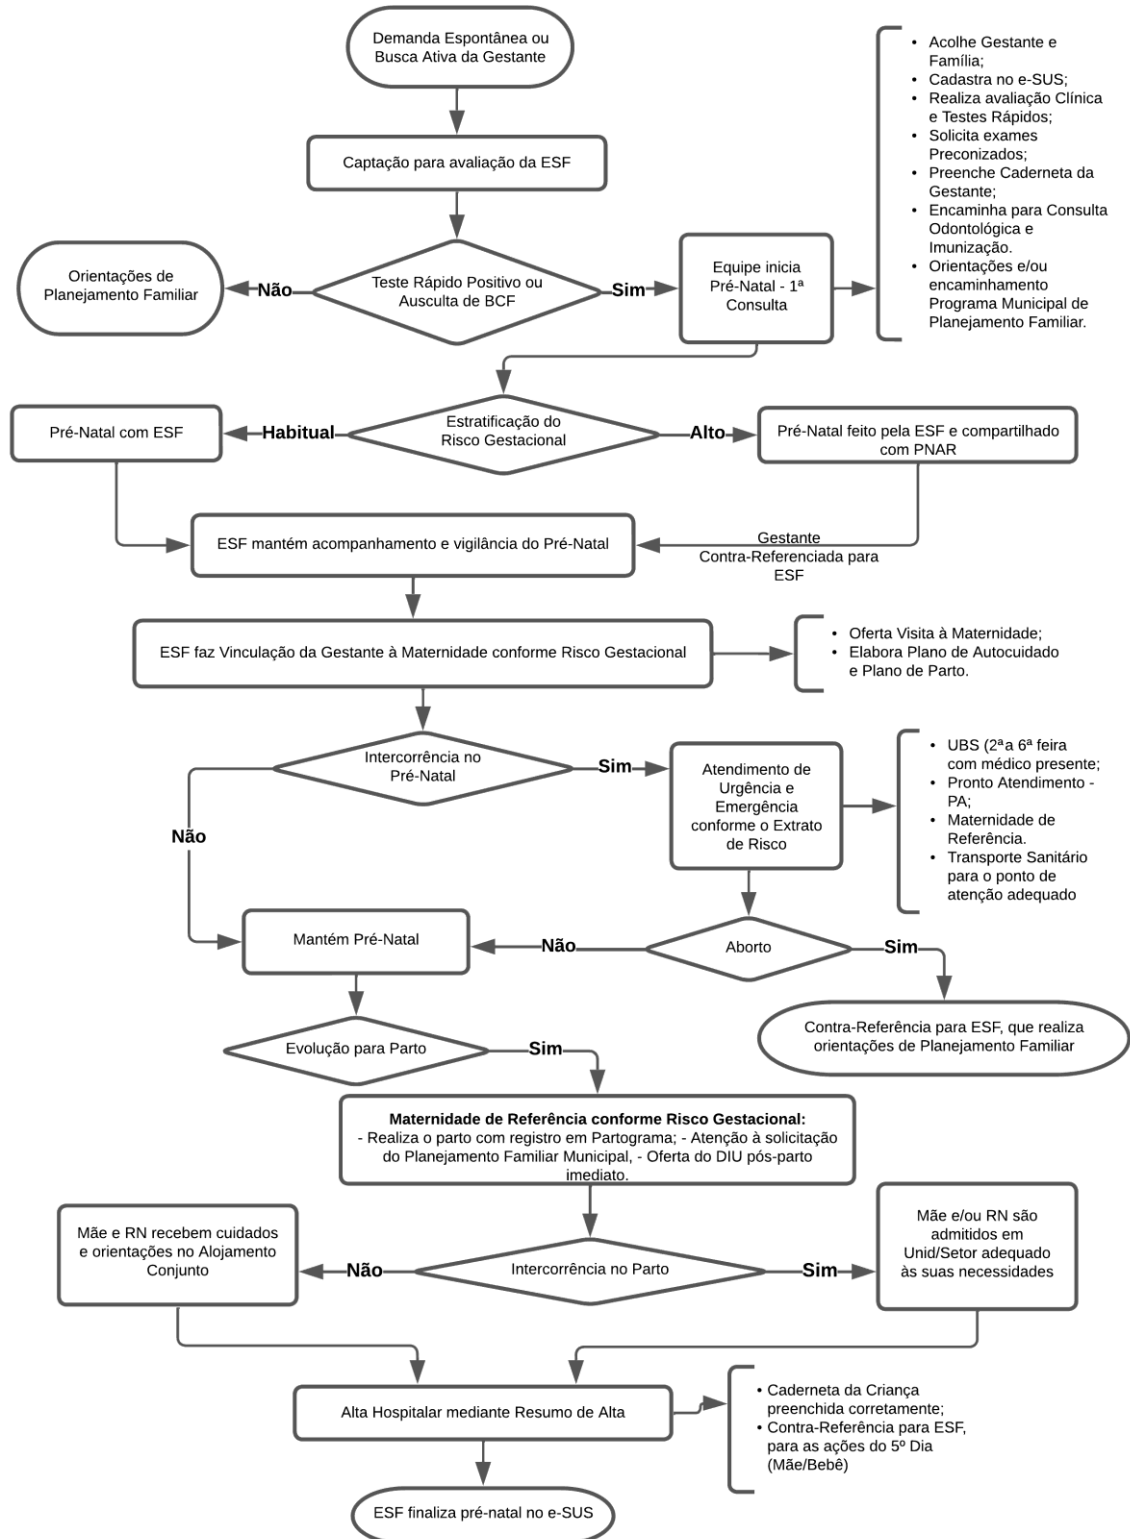 Demanda Espontânea ou
Busca Ativa da Gestante
• Acolhe Gestante e
Família;
• Cadastra no e-SUS;
• Realiza avaliação Clínica
e Testes Rápidos;
• Solicita exames
Preconizados;
• Preenche Caderneta da
Gestante;
• Encaminha para Consulta
Odontológica e
Imunização.
• Orientações e/ou
encaminhamento
Programa Municipal de
Planejamento Familiar.
Captação para avaliação da ESF
Orientações de
Planejamento Familiar
Não
Teste Rápido Positivo ou
Ausculta de BCF
Sim
Equipe inicia
Pré-Natal - 1ª
Consulta
Pré-Natal com ESF
Habitual
Estratificação do
Risco Gestacional
Alto
Pré-Natal feito pela ESF e compartilhado
com PNAR
ESF mantém acompanhamento e vigilância do Pré-Natal
Gestante
Contra-Referenciada para
ESF
ESF faz Vinculação da Gestante à Maternidade conforme Risco Gestacional
• Oferta Visita à Maternidade;
• Elabora Plano de Autocuidado
e Plano de Parto.
Intercorrência no
Pré-Natal
Sim
Atendimento de
Urgência e
Emergência
conforme o Extrato
de Risco
• UBS (2ª a 6ª feira
com médico presente;
• Pronto Atendimento -
PA;
• Maternidade de
Referência.
• Transporte Sanitário
para o ponto de
atenção adequado
Não
Mantém Pré-Natal
Não
Aborto
Sim
Contra-Referência para ESF, que realiza
orientações de Planejamento Familiar
Evolução para Parto
Sim
Maternidade de Referência conforme Risco Gestacional:
- Realiza o parto com registro em Partograma; - Atenção à solicitação
do Planejamento Familiar Municipal, - Oferta do DIU pós-parto
imediato.
Mãe e RN recebem cuidados
e orientações no Alojamento
Conjunto
Não
Intercorrência no Parto
Sim
Mãe e/ou RN são
admitidos em
Unid/Setor adequado
às suas necessidades
Alta Hospitalar mediante Resumo de Alta
• Caderneta da Criança
preenchida corretamente;
• Contra-Referência para ESF,
para as ações do 5º Dia
(Mãe/Bebê)
ESF finaliza pré-natal no e-SUS